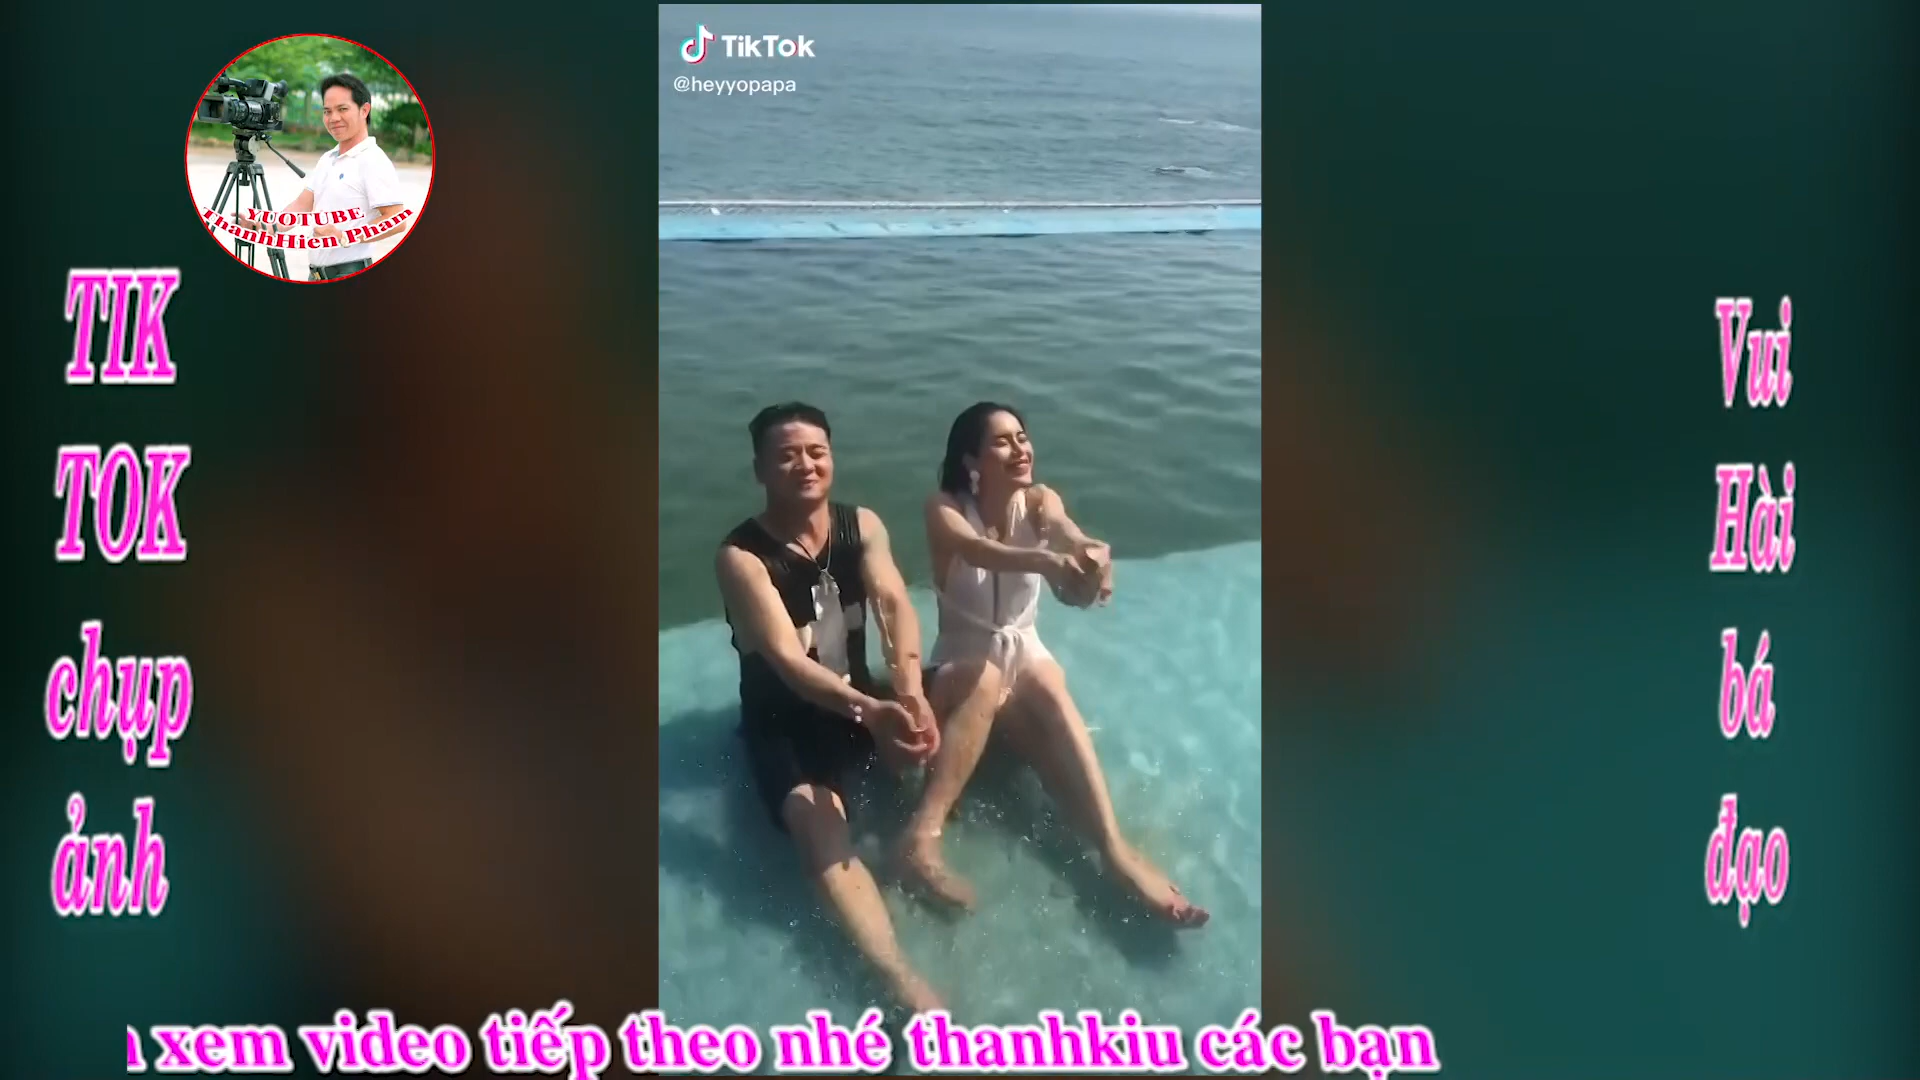 TikTok
@heyyopapa
YUOTUBE
ThanhHien Pham
TIK
TOK
chụp
ảnh
Vui
Hài
bá
đạo
xem video tiếp theo nhé thanhkiu các bạn